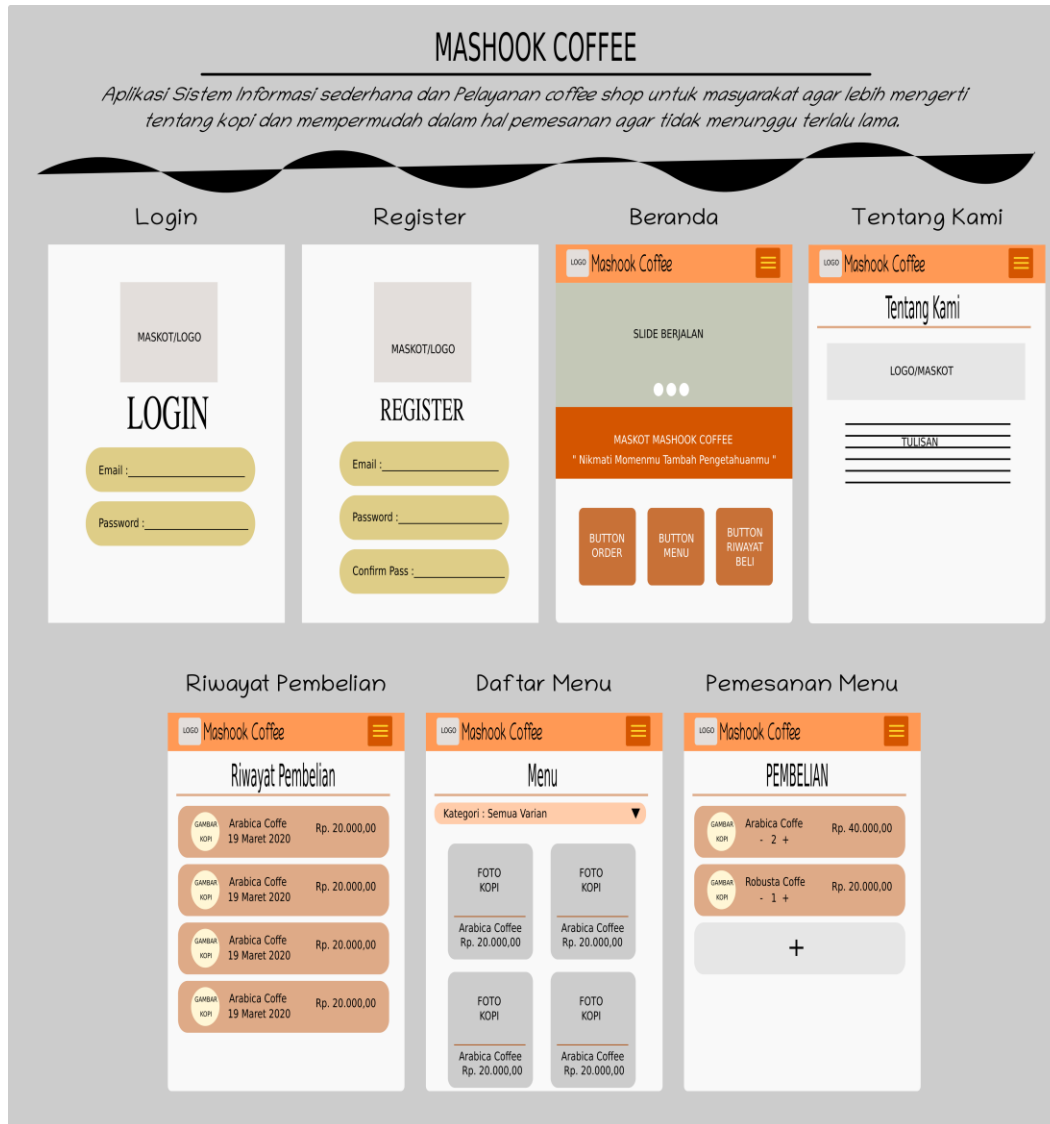 MASHOOK COFFEE
Aplikasi Sistem Informasi sederhana dan Pelayanan coffee shop untuk masyarakat agar lebih mengerti
tentang kopi dan mempermudah dalam hal pemesanan agar tidak menunggu terlalu lama.
Login
MASKOT/LOGO
LOGIN
Email :
Password :
Register
MASKOT/LOGO
REGISTER
Email :
Password :
Confirm Pass :
Beranda
LOGO Mashook Coffee
SLIDE BERJALAN
MASKOT MASHOOK COFFEE
" Nikmati Momenmu Tambah Pengetahuanmu "
BUTTON
ORDER
BUTTON
MENU
BUTTON
RIWAYAT
BELI
Tentang Kami
LOGO Mashook Coffee
Tentang Kami
LOGO/MASKOT
TULISAN
Riwayat Pembelian
LOGO Mashook Coffee
Riwayat Pembelian
GAMBAR
KOPI
Arabica Coffe
19 Maret 2020
Rp. 20.000,00
GAMBAR
KOPI
Arabica Coffe
19 Maret 2020
Rp. 20.000,00
GAMBAR
KOPI
Arabica Coffe
19 Maret 2020
Rp. 20.000,00
GAMBAR
KOPI
Arabica Coffe
19 Maret 2020
Rp. 20.000,00
Daftar Menu
LOGO Mashook Coffee
Menu
Kategori : Semua Varian
FOTO
KOPI
Arabica Coffee
Rp. 20.000,00
FOTO
KOPI
Arabica Coffee
Rp. 20.000,00
FOTO
KOPI
Arabica Coffee
Rp. 20.000,00
FOTO
KOPI
Arabica Coffee
Rp. 20.000,00
Pemesanan Menu
LOGO Mashook Coffee
PEMBELIAN
GAMBAR
KOPI
Arabica Coffe
- 2 +
Rp. 40.000,00
GAMBAR
KOPI
Robusta Coffe
- 1 +
Rp. 20.000,00
+